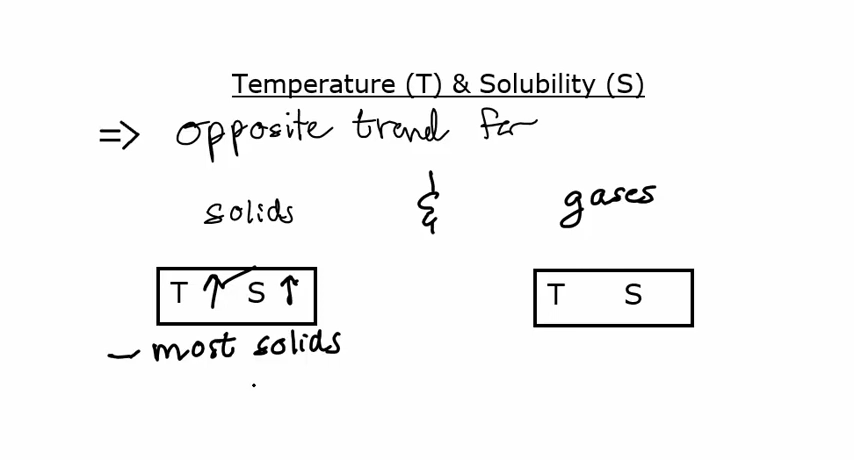 Temperature (T) & Solubility (S)
=> opposite trend for
solids & gases
T ↑ S ↑ T S
– most solids